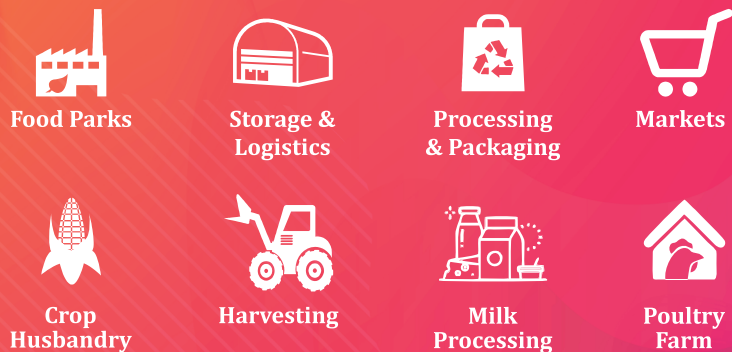 Food Parks
Storage &
Logistics
Processing
& Packaging
Markets
Crop
Husbandry
Harvesting
Milk
Processing
Poultry
Farm